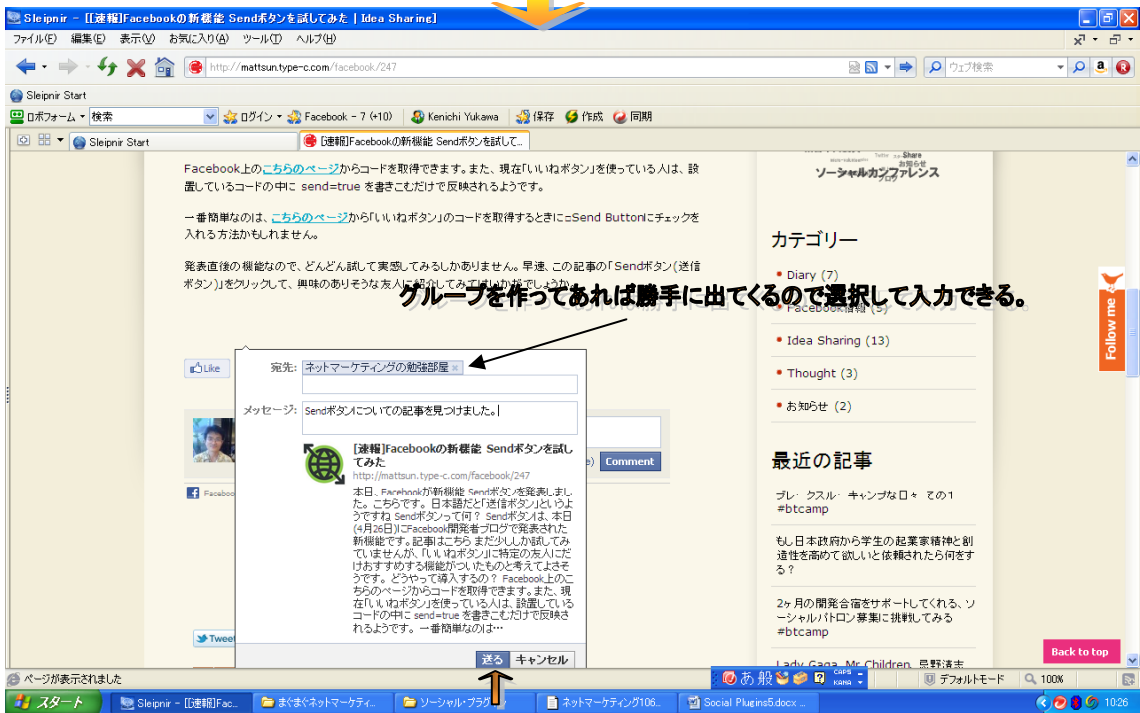 Sleipnir - [[速報]Facebookの新機能 Sendボタンを試してみた | Idea Sharing]
ファイル(F) 編集(E) 表示(V) お気に入り(A) ツール(T) ヘルプ(H)
http://mattsun.type-c.com/facebook/247
ウェブ検索
Sleipnir Start
ロボフォーム 検索 ログイン Facebook - 7 (+10) Kenichi Yukawa 保存 作成 同期
Sleipnir Start
[速報]Facebookの新機能 Sendボタンを試して...
Facebook上のこちらのページからコードを取得できます。また、現在「いいねボタン」を使っている人は、設
置しているコードの中に send=true を書きこむだけで反映されるようです。
一番簡単なのは、こちらのページから「いいねボタン」のコードを取得するときに□Send Buttonにチェックを
入れる方法かもしれません。
発表直後の機能なので、どんどん試して実感してみるしかありません。早速、この記事の「Sendボタン(送信
ボタン)」をクリックして、興味のありそうな友人に紹介してみてはいかがでしょうか。
グループを作ってあれば勝手に出てくるので選択して入力できる。
Like
宛先: ネットマーケティングの勉強部屋 ×
メッセージ: Sendボタンについての記事を見つけました。
[速報]Facebookの新機能 Sendボタンを試し
てみた
http://mattsun.type-c.com/facebook/247
本日、Facebookが新機能 Sendボタンを発表しまし
た。こちらです。日本語だと「送信ボタン」というよ
うですね Sendボタンって何? Sendボタンは、本日
(4月26日)にFacebook開発者ブログで発表された
新機能です。記事はこちら まだ少ししか試してみ
ていませんが、「いいねボタン」に特定の友人にだ
けおすすめする機能がついたものと考えてよさそ
うです。どうやって導入するの? Facebook上のこ
ちらのページからコードを取得できます。また、現
在「いいねボタン」を使っている人は、設置している
コードの中に send=true を書きこむだけで反映さ
れるようです。一番簡単なのは…
送る キャンセル
Comment
Tweet
Share
お知らせ
ソーシャルカンファレンス
カテゴリー
Diary (7)
Facebook情報 (5)
Idea Sharing (13)
Thought (3)
お知らせ (2)
Follow me
最近の記事
ブレークスルーキャンプな日々 その1
#btcamp
もし日本政府から学生の起業家精神と創
造性を高めて欲しいと依頼されたら何をす
る?
2ヶ月の開発合宿をサポートしてくれる、ソ
ーシャルパトロン募集に挑戦してみる
#btcamp
Back to top
ページが表示されました
あ 般 CAPS KANA
デフォルトモード 100%
スタート
Sleipnir - [[速報]Fac...
まぐまぐネットマーケティ...
ソーシャル・プラグ
ネットマーケティング106...
Social Plugins5.docx ...
10:26